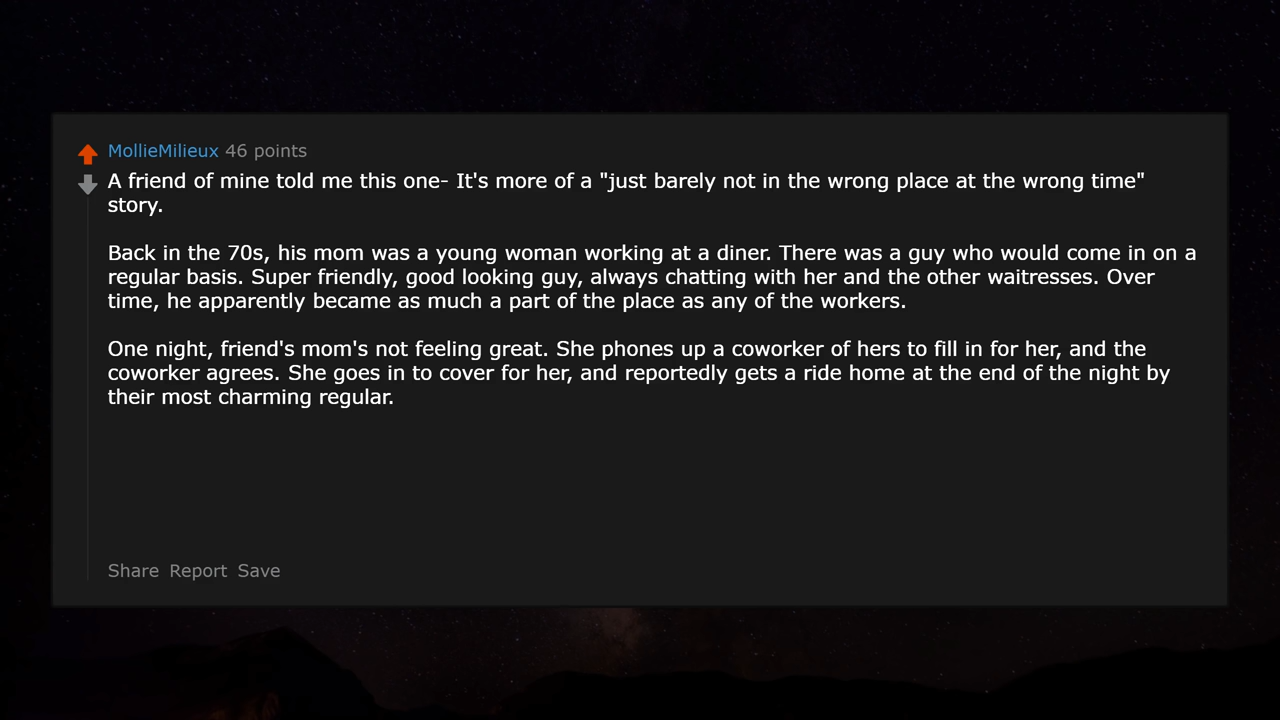 MollieMilieux 46 points
A friend of mine told me this one- It's more of a "just barely not in the wrong place at the wrong time"
story.
Back in the 70s, his mom was a young woman working at a diner. There was a guy who would come in on a
regular basis. Super friendly, good looking guy, always chatting with her and the other waitresses. Over
time, he apparently became as much a part of the place as any of the workers.
One night, friend's mom's not feeling great. She phones up a coworker of hers to fill in for her, and the
coworker agrees. She goes in to cover for her, and reportedly gets a ride home at the end of the night by
their most charming regular.
Share Report Save